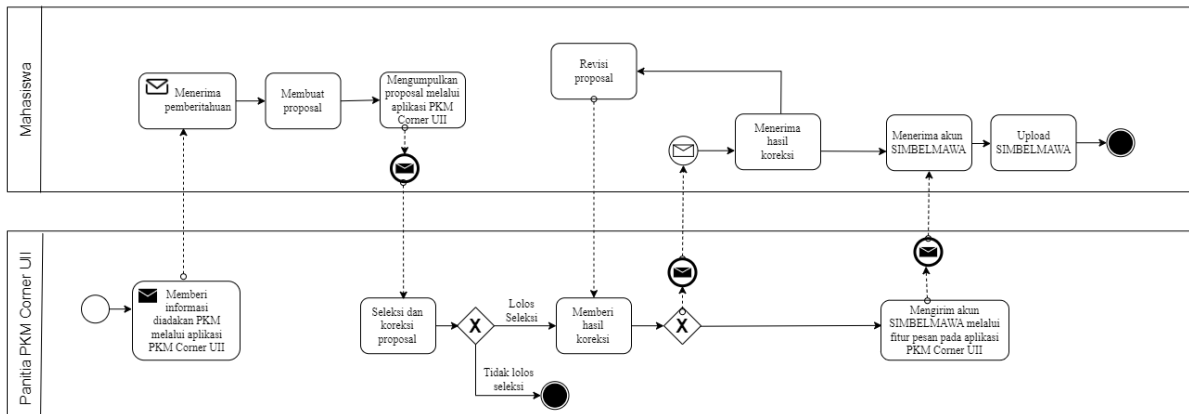 Mahasiswa
Menerima
pemberitahuan
Membuat
proposal
Mengumpulkan
proposal melalui
aplikasi PKM
Corner UII
Revisi
proposal
Menerima
hasil
koreksi
Menerima akun
SIMBELMAWA
Upload
SIMBELMAWA
Panitia PKM Corner UII
Memberi
informasi
diadakan PKM
melalui aplikasi
PKM Corner UII
Seleksi dan
koreksi
proposal
X
Lolos
Seleksi
Tidak lolos
seleksi
Memberi
hasil
koreksi
X
Mengirim akun
SIMBELMAWA melalui
fitur pesan pada aplikasi
PKM Corner UII